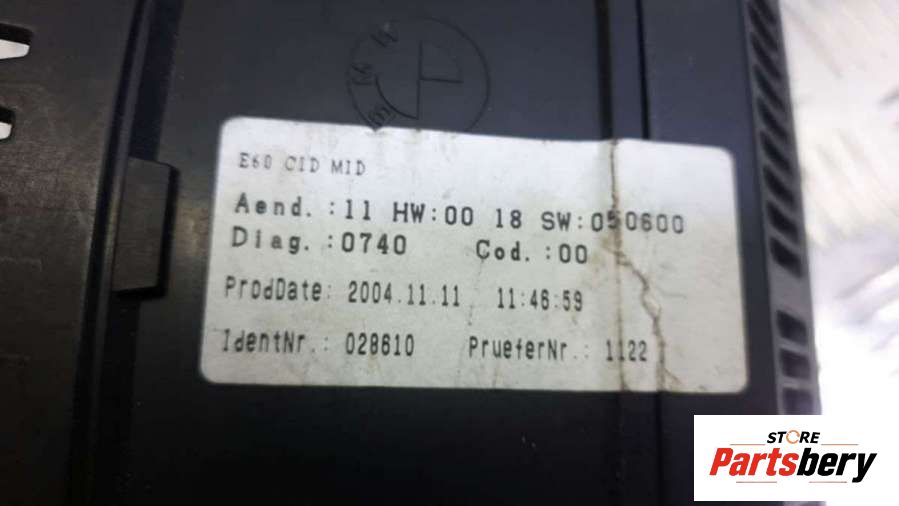 E60 CID MID
Aend.:11 HW:00 18 SW:050600
Diag.:0740 Cod.:00
ProdDate: 2004.11.11 11:46:59
IdentNr.: 028610 PrueferNr.: 1122
STORE
Partsbery